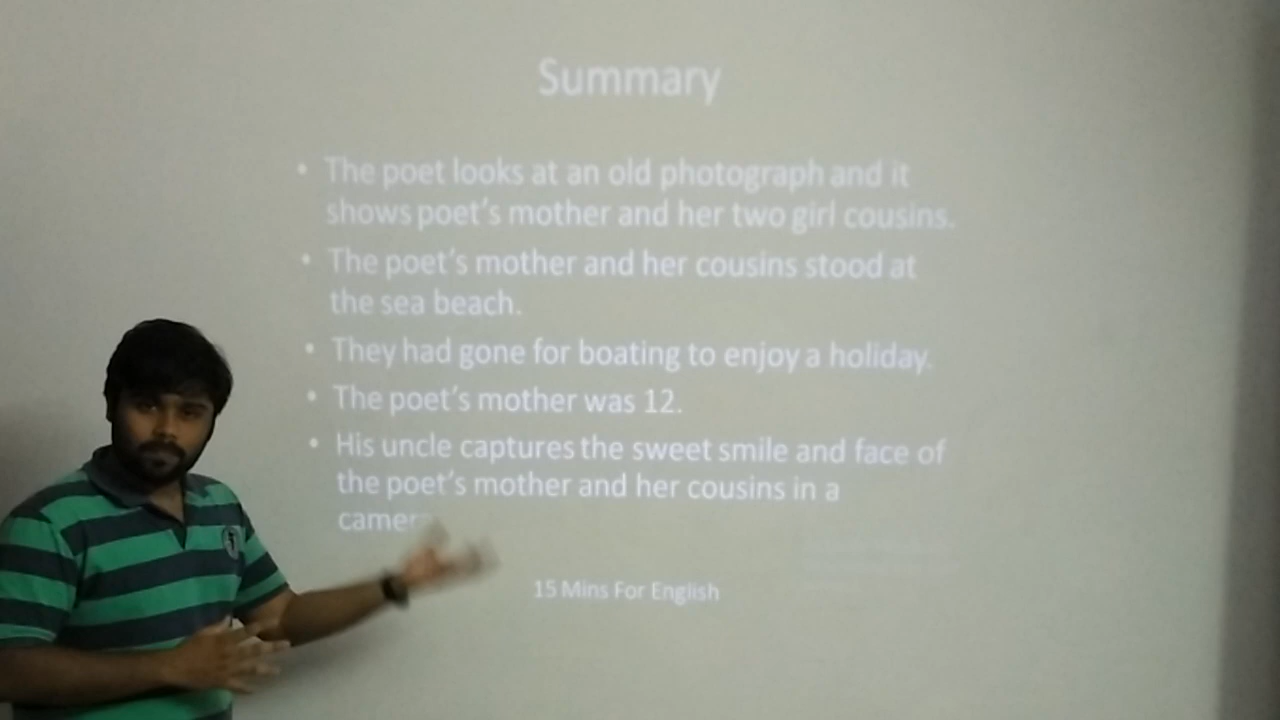 Summary
• The poet looks at an old photograph and it
shows poet's mother and her two girl cousins.
• The poet's mother and her cousins stood at
the sea beach.
• They had gone for boating to enjoy a holiday.
• The poet's mother was 12.
• His uncle captures the sweet smile and face of
the poet's mother and her cousins in a
15 Mins For English